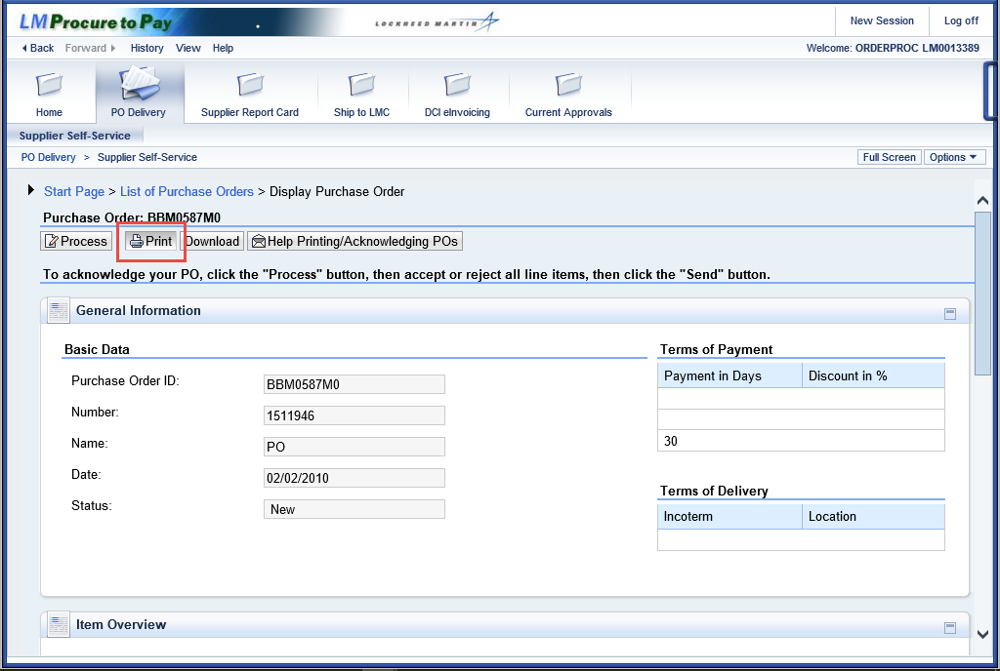 LM Procure to Pay
LOCKHEED MARTIN
New Session
Log off
Back Forward History View Help
Welcome: ORDERPROC LM0013389
Home
PO Delivery
Supplier Report Card
Ship to LMC
DCI eInvoicing
Current Approvals
Supplier Self-Service
PO Delivery > Supplier Self-Service
Full Screen
Options
Start Page > List of Purchase Orders > Display Purchase Order
Purchase Order: BBM0587M0
Process
Print
Download
Help Printing/Acknowledging POs
To acknowledge your PO, click the "Process" button, then accept or reject all line items, then click the "Send" button.
General Information
Basic Data
Purchase Order ID: BBM0587M0
Number: 1511946
Name: PO
Date: 02/02/2010
Status: New
Terms of Payment
Payment in Days Discount in %
30
Terms of Delivery
Incoterm Location
Item Overview